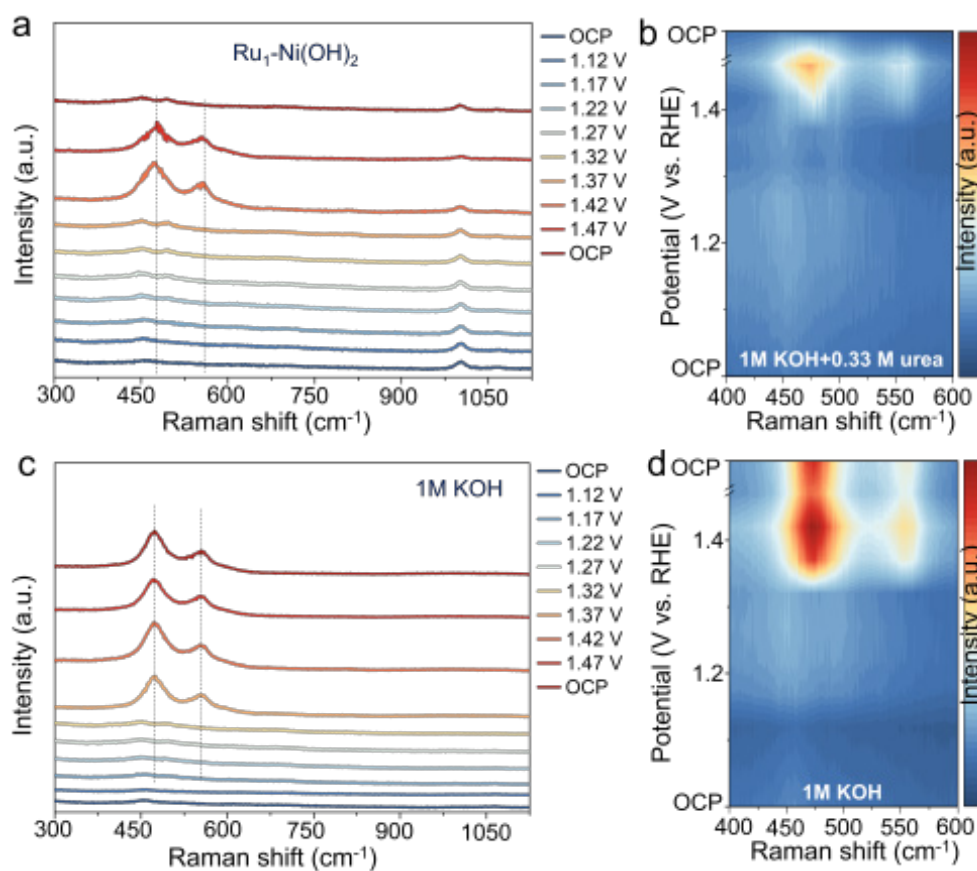 a
Ru₁-Ni(OH)₂
Intensity (a.u.)
300 450 600 750 900 1050
Raman shift (cm⁻¹)
OCP
1.12 V
1.17 V
1.22 V
1.27 V
1.32 V
1.37 V
1.42 V
1.47 V
OCP
b
Potential (V vs. RHE)
OCP
1.4
1.2
OCP
1M KOH+0.33 M urea
400 450 500 550 600
Raman shift (cm⁻¹)
Intensity (a.u.)
c
1M KOH
Intensity (a.u.)
300 450 600 750 900 1050
Raman shift (cm⁻¹)
OCP
1.12 V
1.17 V
1.22 V
1.27 V
1.32 V
1.37 V
1.42 V
1.47 V
OCP
d
Potential (V vs. RHE)
OCP
1.4
1.2
OCP
1M KOH
400 450 500 550 600
Raman shift (cm⁻¹)
Intensity (a.u.)